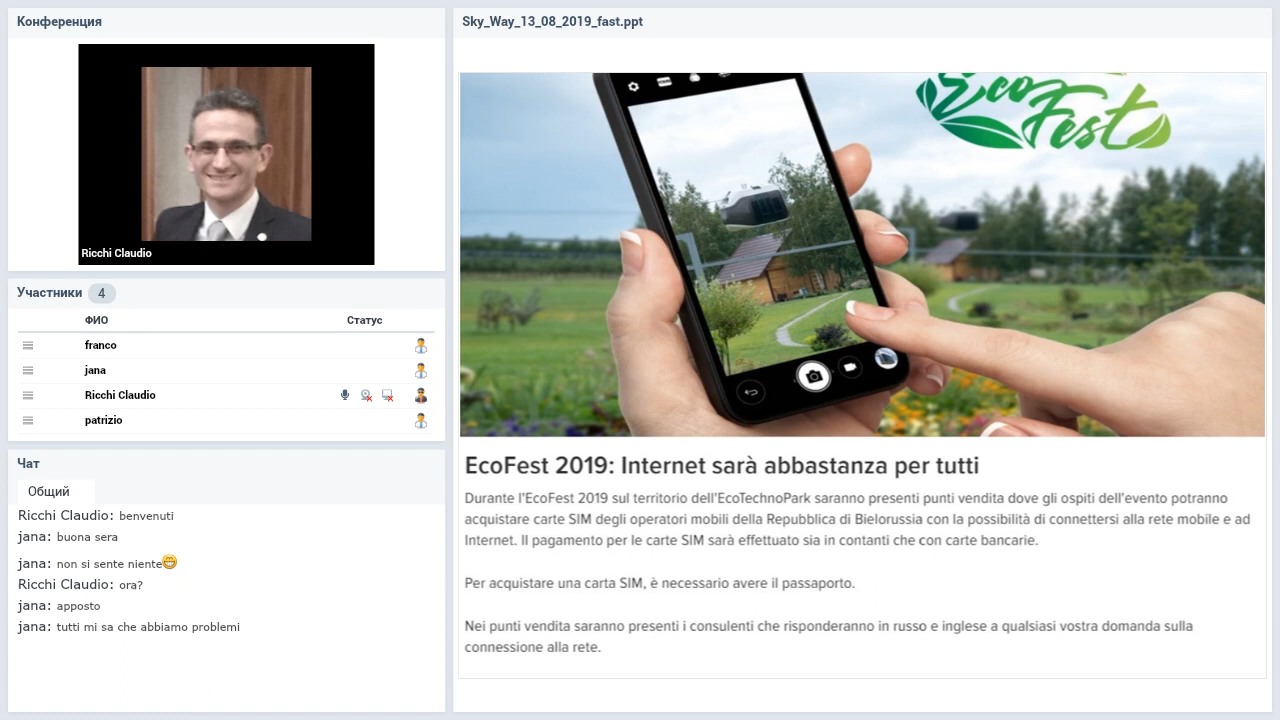 Конференция
Ricchi Claudio
Участники 4
ФИО Статус
franco
jana
Ricchi Claudio
patrizio
Чат
Общий
Ricchi Claudio: benvenuti
jana: buona sera
jana: non si sente niente😁
Ricchi Claudio: ora?
jana: apposto
jana: tutti mi sa che abbiamo problemi
Sky_Way_13_08_2019_fast.ppt
Eco
Fest
EcoFest 2019: Internet sarà abbastanza per tutti
Durante l'EcoFest 2019 sul territorio dell'EcoTechnoPark saranno presenti punti vendita dove gli ospiti dell'evento potranno
acquistare carte SIM degli operatori mobili della Repubblica di Bielorussia con la possibilità di connettersi alla rete mobile e ad
Internet. Il pagamento per le carte SIM sarà effettuato sia in contanti che con carte bancarie.
Per acquistare una carta SIM, è necessario avere il passaporto.
Nei punti vendita saranno presenti i consulenti che risponderanno in russo e inglese a qualsiasi vostra domanda sulla
connessione alla rete.